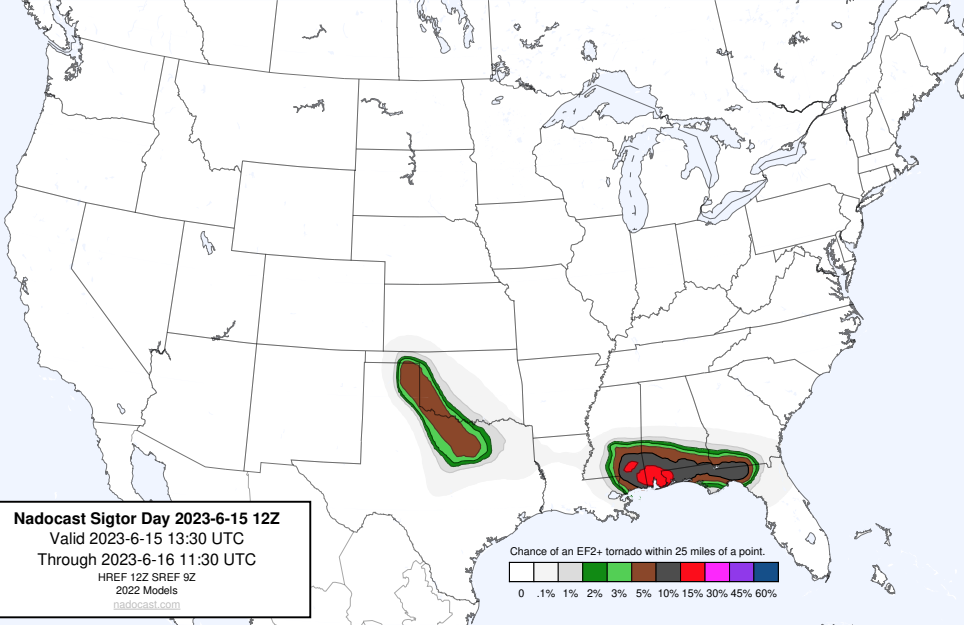 Nadocast Sigtor Day 2023-6-15 12Z
Valid 2023-6-15 13:30 UTC
Through 2023-6-16 11:30 UTC
HREF 12Z SREF 9Z
2022 Models
nadocast.com
Chance of an EF2+ tornado within 25 miles of a point.
0 .1% 1% 2% 3% 5% 10% 15% 30% 45% 60%